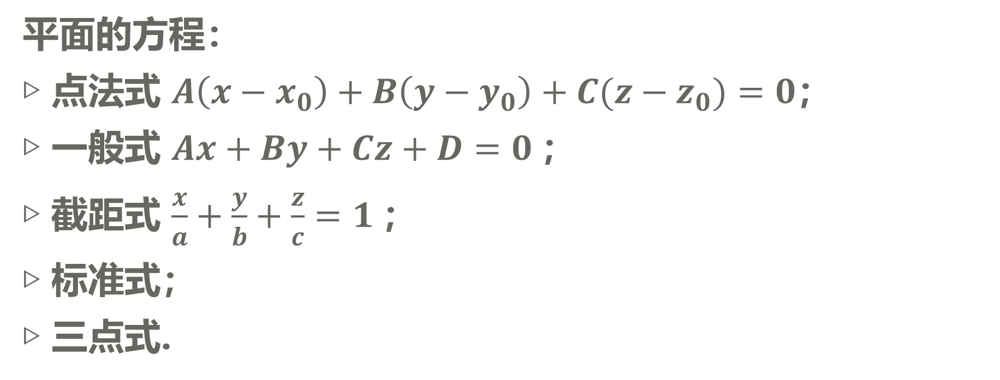 平面的方程：
▷ 点法式 A(x − x₀) + B(y − y₀) + C(z − z₀) = 0；
▷ 一般式 Ax + By + Cz + D = 0；
▷ 截距式 x/a + y/b + z/c = 1；
▷ 标准式；
▷ 三点式.